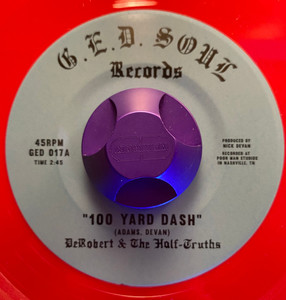 G.E.D. SOUL
Records
45RPM
GED 017A
TIME 2:45
PRODUCED BY
NICK DEVAN
RECORDED AT
POOR MAN STUDIOS
IN NASHVILLE, TN
"100 YARD DASH"
(ADAMS, DEVAN)
DeRobert & The Half-Truths